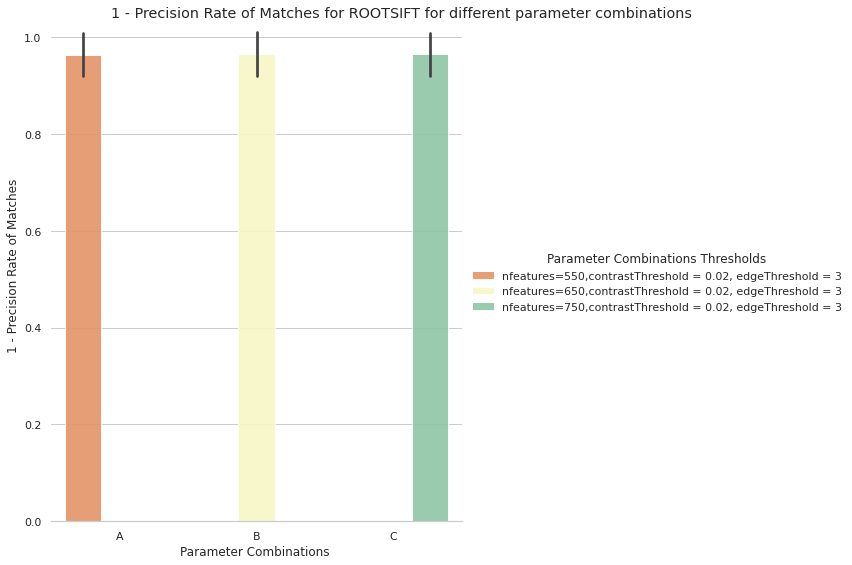 1 - Precision Rate of Matches for ROOTSIFT for different parameter combinations
1 - Precision Rate of Matches
1.0
0.8
0.6
0.4
0.2
0.0
A
B
C
Parameter Combinations
Parameter Combinations Thresholds
nfeatures=550,contrastThreshold = 0.02, edgeThreshold = 3
nfeatures=650,contrastThreshold = 0.02, edgeThreshold = 3
nfeatures=750,contrastThreshold = 0.02, edgeThreshold = 3